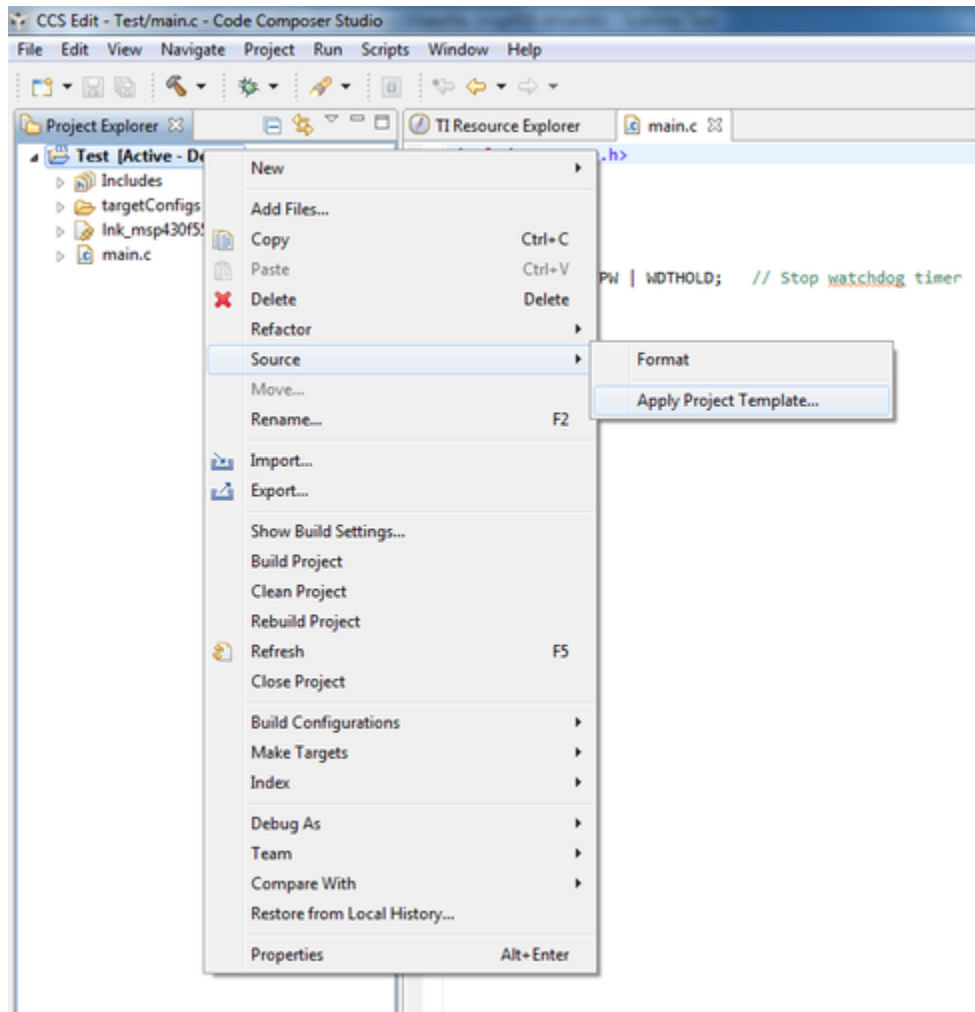 CCS Edit - Test/main.c - Code Composer Studio
File Edit View Navigate Project Run Scripts Window Help
Project Explorer
TI Resource Explorer
main.c
Test [Active - De
.h>
Includes
targetConfigs
lnk_msp430f55
main.c
PW | WDTHOLD; // Stop watchdog timer
New
Add Files...
Copy Ctrl+C
Paste Ctrl+V
Delete Delete
Refactor
Source
Move...
Rename... F2
Import...
Export...
Show Build Settings...
Build Project
Clean Project
Rebuild Project
Refresh F5
Close Project
Build Configurations
Make Targets
Index
Debug As
Team
Compare With
Restore from Local History...
Properties Alt+Enter
Format
Apply Project Template...